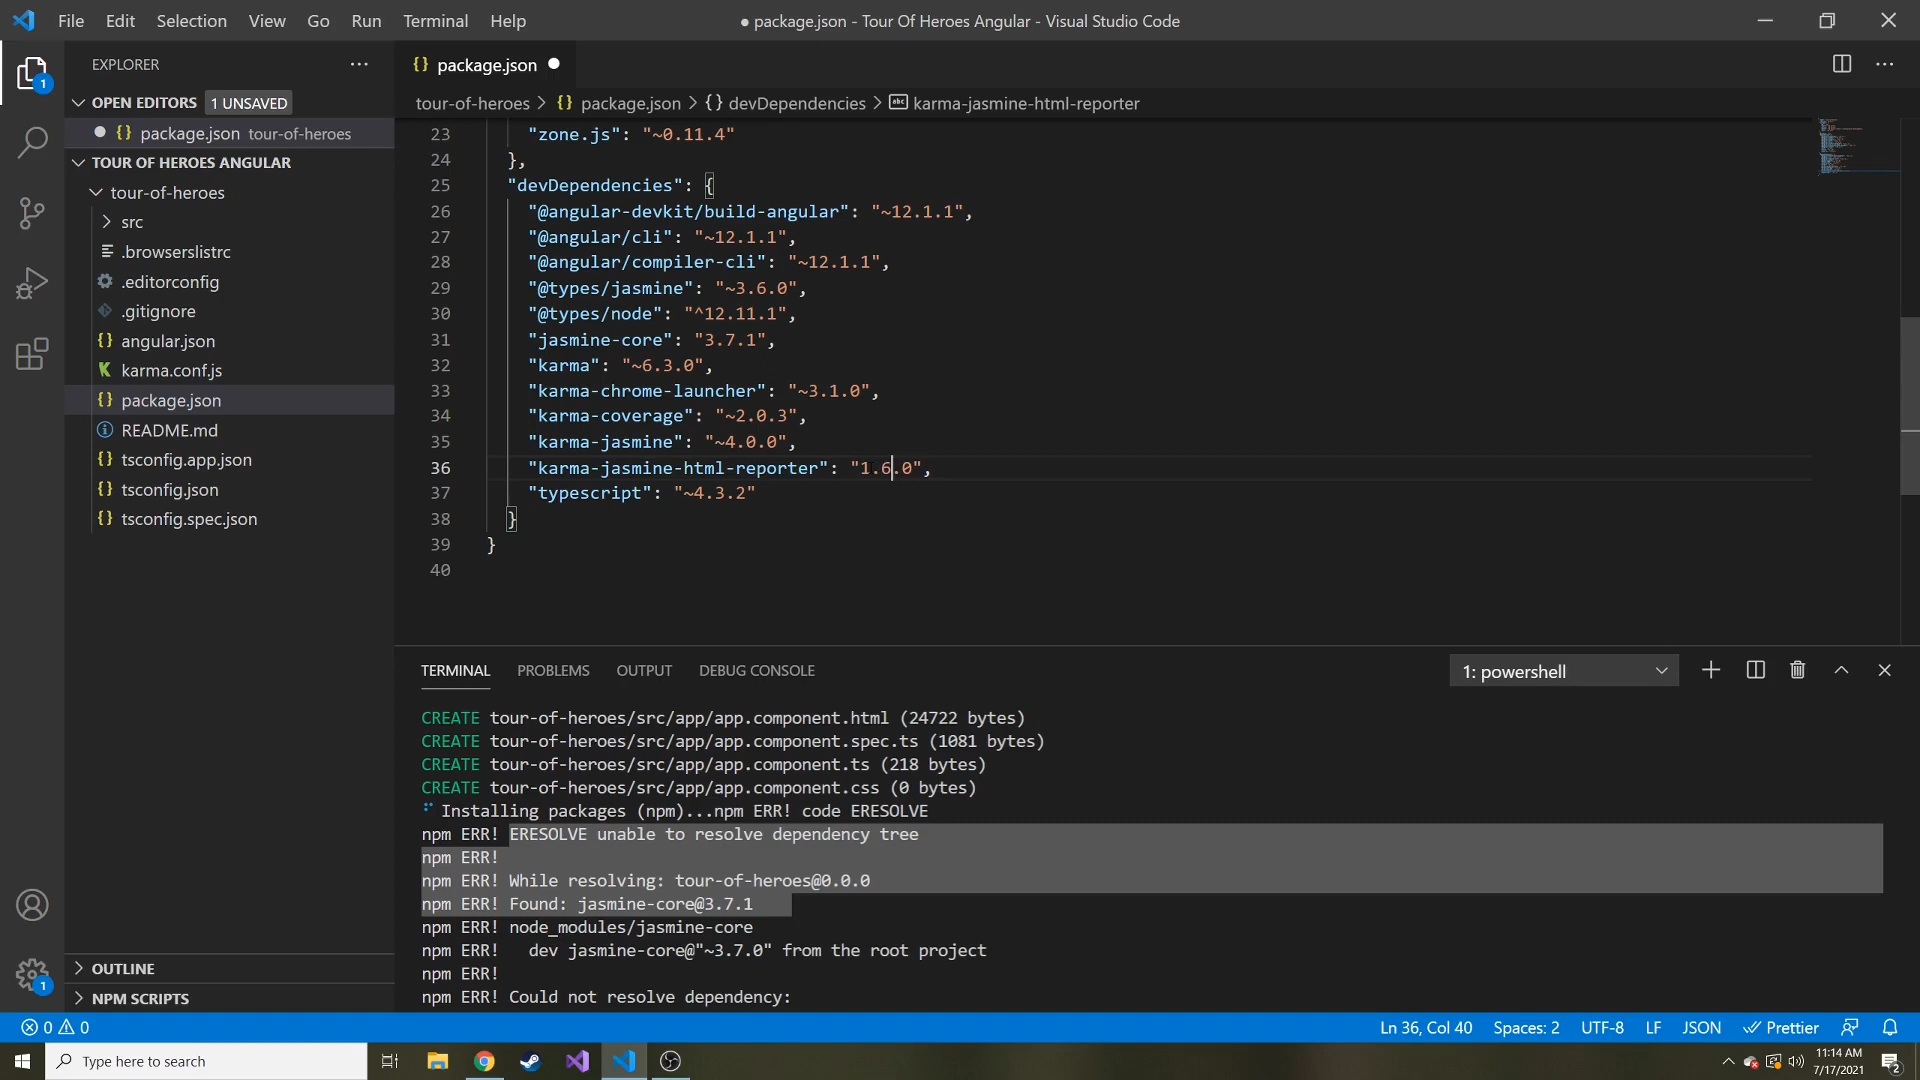 File Edit Selection View Go Run Terminal Help
● package.json - Tour Of Heroes Angular - Visual Studio Code
EXPLORER
OPEN EDITORS 1 UNSAVED
{} package.json tour-of-heroes
TOUR OF HEROES ANGULAR
tour-of-heroes
src
.browserslistrc
.editorconfig
.gitignore
{} angular.json
karma.conf.js
{} package.json
README.md
{} tsconfig.app.json
{} tsconfig.json
{} tsconfig.spec.json
OUTLINE
NPM SCRIPTS
1
1
{} package.json
tour-of-heroes > {} package.json > {} devDependencies > abc karma-jasmine-html-reporter
23 "zone.js": "~0.11.4"
24 },
25 "devDependencies": {
26 "@angular-devkit/build-angular": "~12.1.1",
27 "@angular/cli": "~12.1.1",
28 "@angular/compiler-cli": "~12.1.1",
29 "@types/jasmine": "~3.6.0",
30 "@types/node": "^12.11.1",
31 "jasmine-core": "3.7.1",
32 "karma": "~6.3.0",
33 "karma-chrome-launcher": "~3.1.0",
34 "karma-coverage": "~2.0.3",
35 "karma-jasmine": "~4.0.0",
36 "karma-jasmine-html-reporter": "1.6.0",
37 "typescript": "~4.3.2"
38 }
39 }
40
TERMINAL PROBLEMS OUTPUT DEBUG CONSOLE
1: powershell
CREATE tour-of-heroes/src/app/app.component.html (24722 bytes)
CREATE tour-of-heroes/src/app/app.component.spec.ts (1081 bytes)
CREATE tour-of-heroes/src/app/app.component.ts (218 bytes)
CREATE tour-of-heroes/src/app/app.component.css (0 bytes)
Installing packages (npm)...npm ERR! code ERESOLVE
npm ERR! ERESOLVE unable to resolve dependency tree
npm ERR!
npm ERR! While resolving: tour-of-heroes@0.0.0
npm ERR! Found: jasmine-core@3.7.1
npm ERR! node_modules/jasmine-core
npm ERR!   dev jasmine-core@"~3.7.0" from the root project
npm ERR!
npm ERR! Could not resolve dependency:
0 0
Ln 36, Col 40 Spaces: 2 UTF-8 LF JSON Prettier
Type here to search
11:14 AM
7/17/2021
2